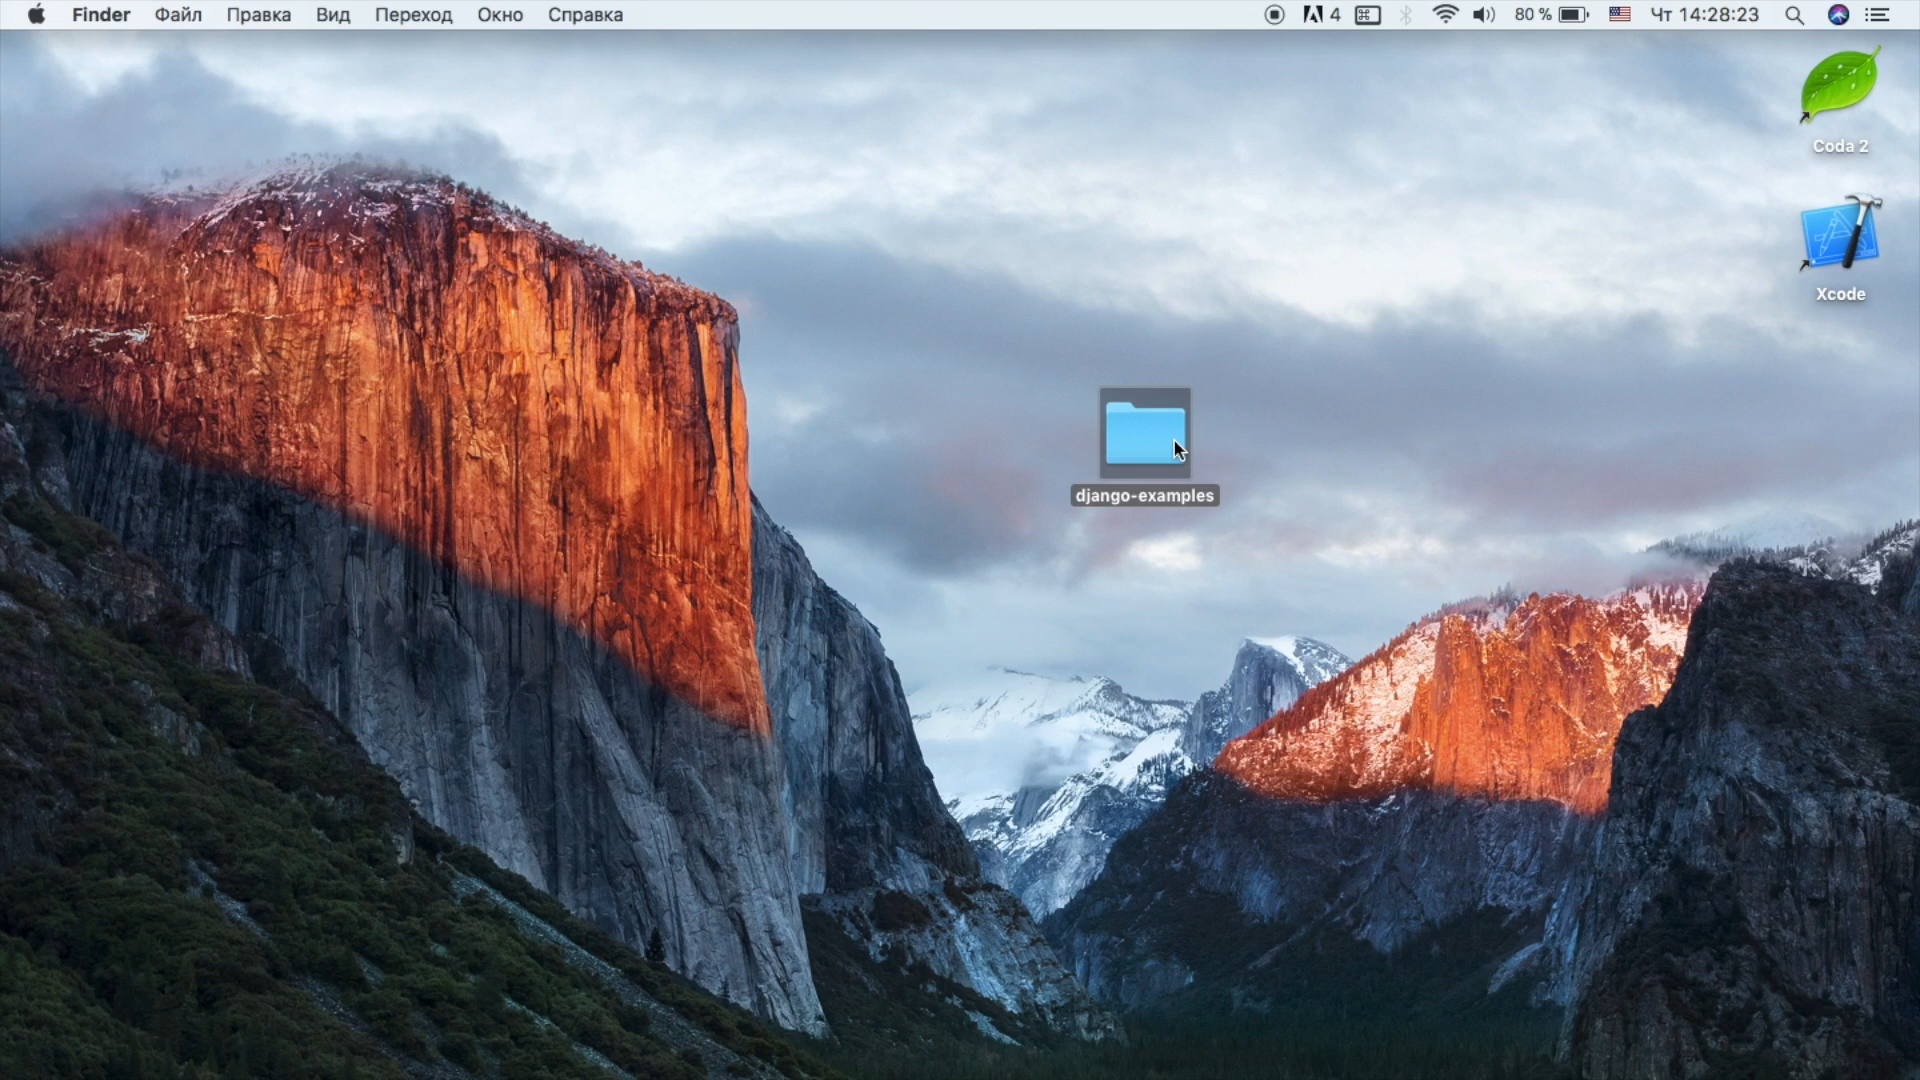 Finder Файл Правка Вид Переход Окно Справка 4 80 % Чт 14:28:23
Coda 2
Xcode
django-examples